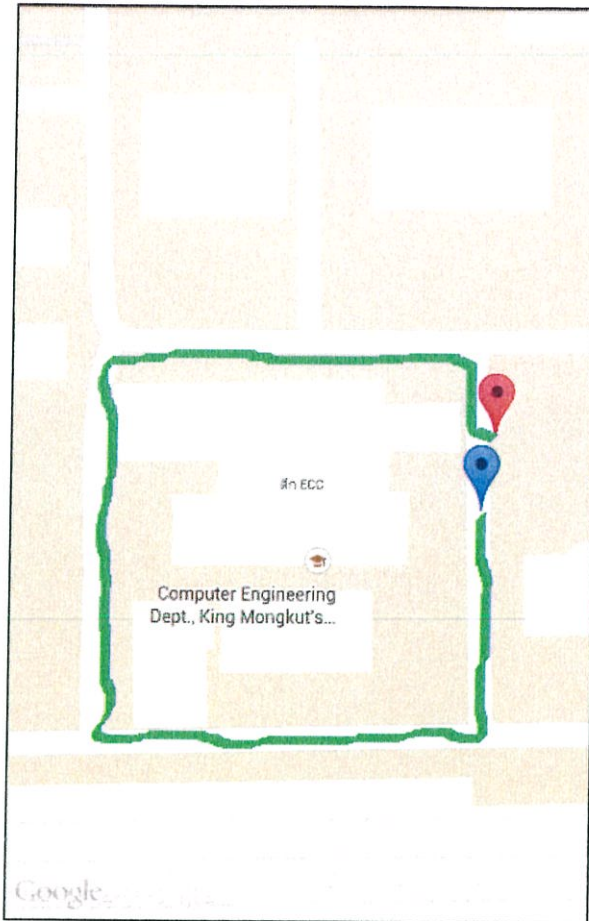 ตึก ECC
Computer Engineering
Dept., King Mongkut's...
Google